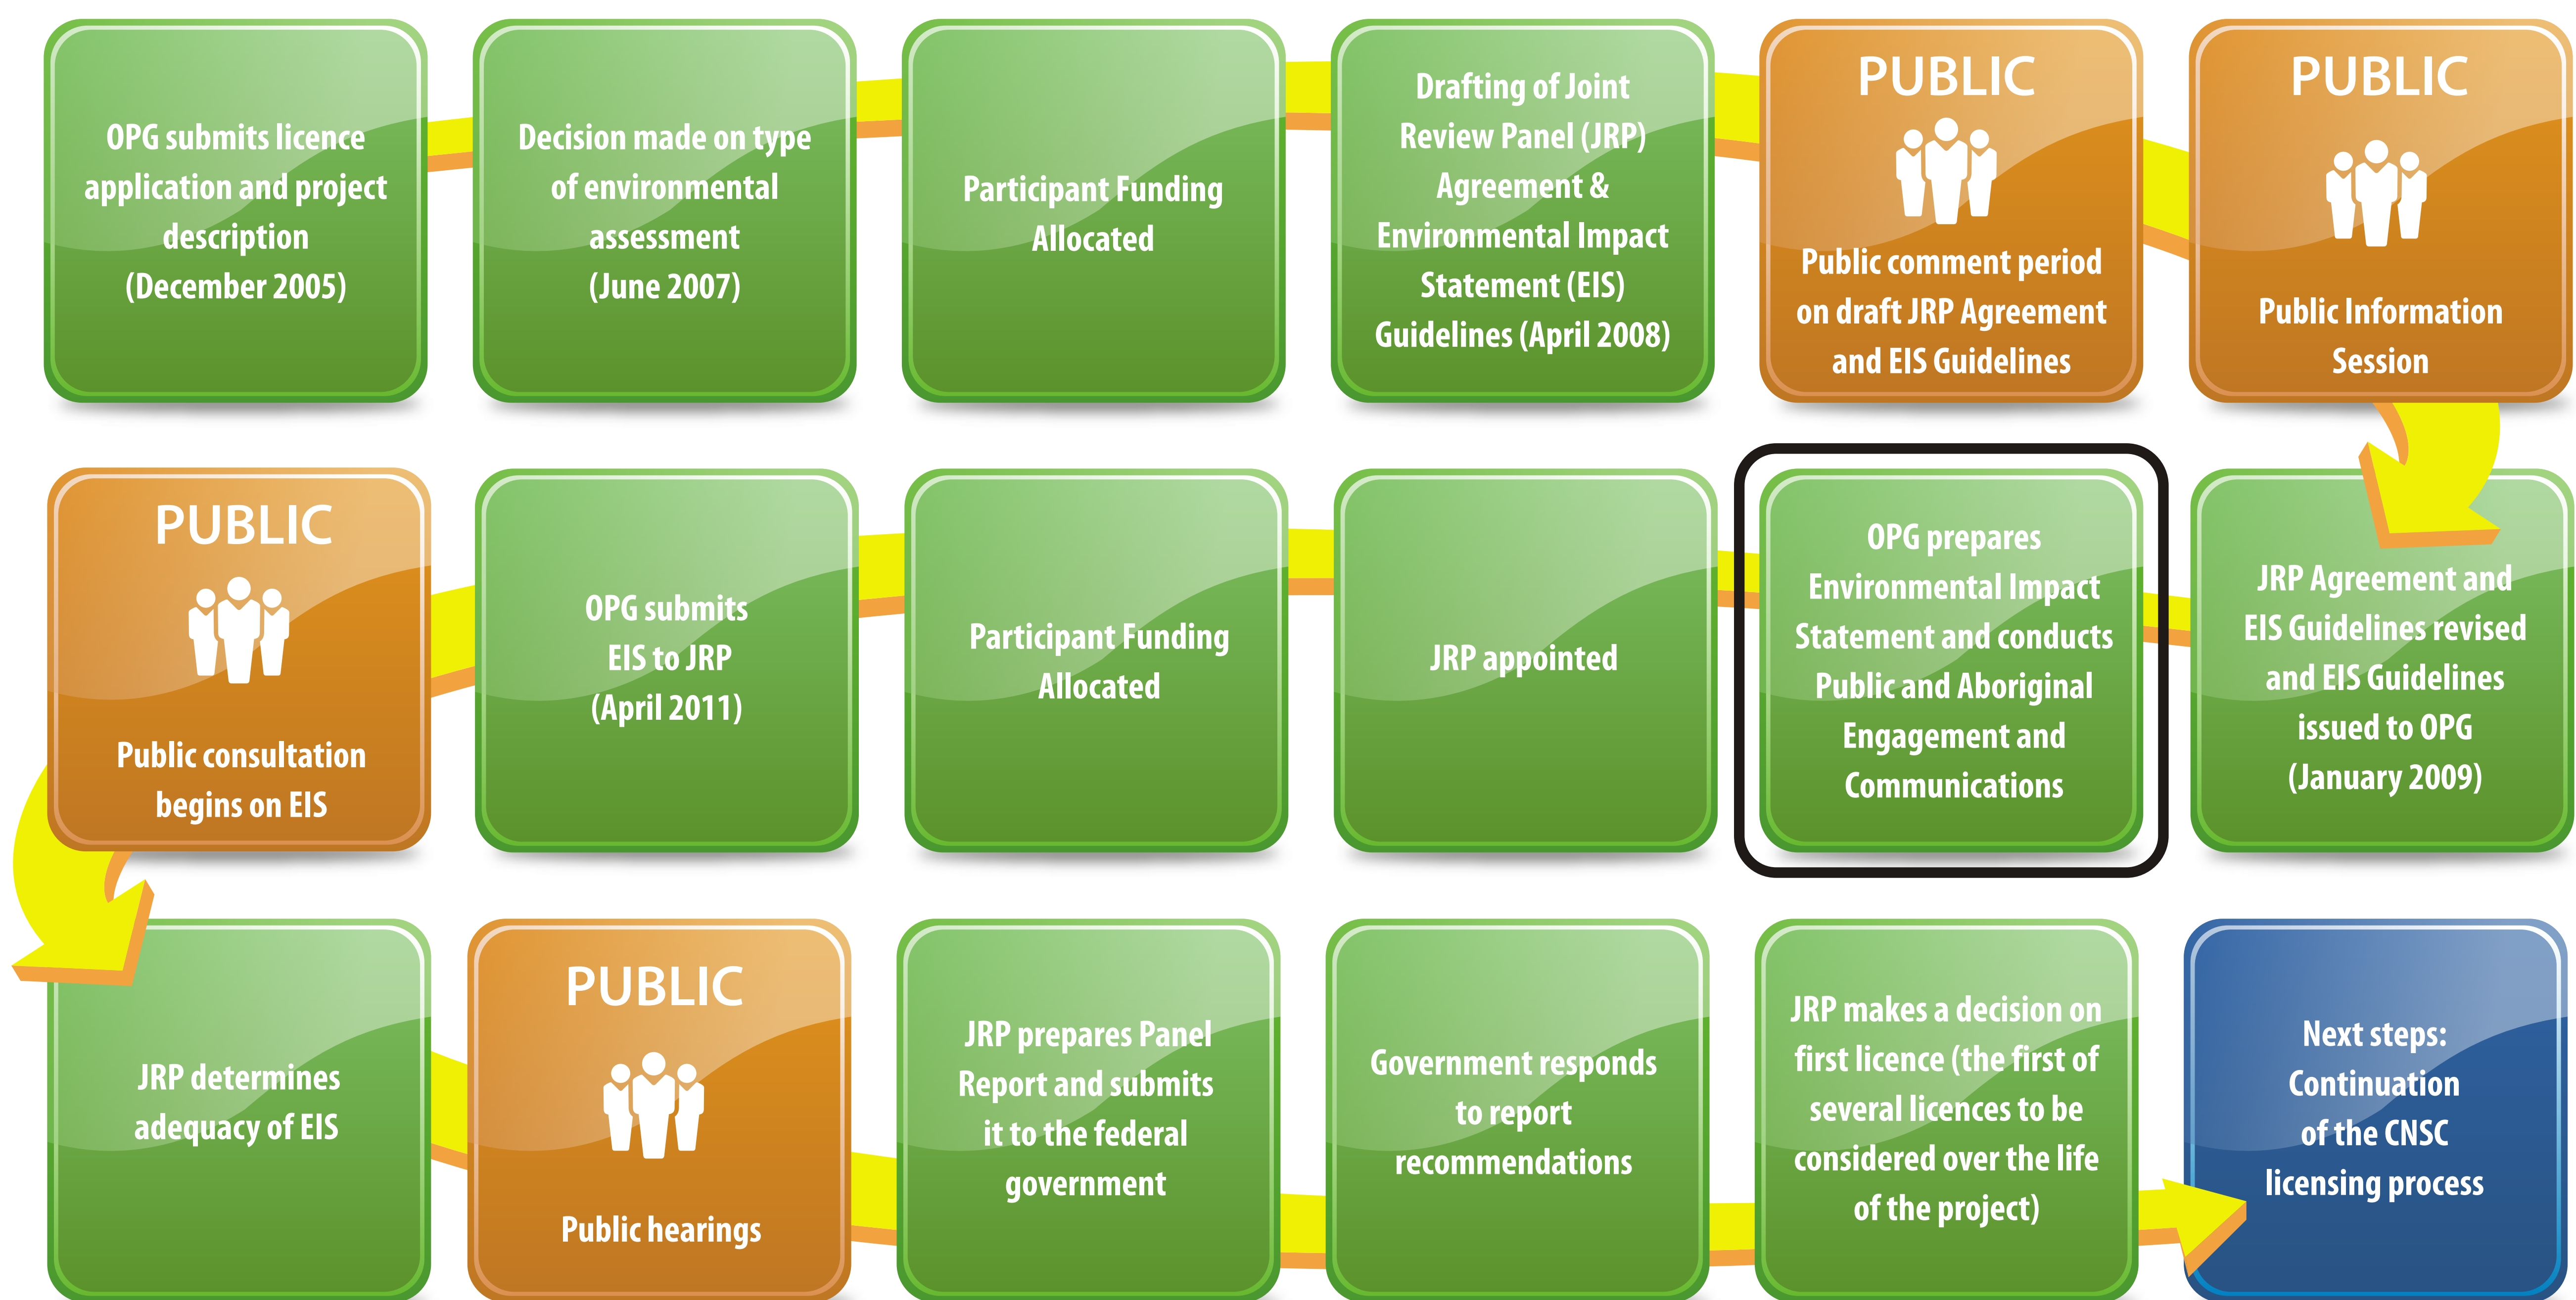 OPG submits licence
application and project
description
(December 2005)
Decision made on type
of environmental
assessment
(June 2007)
Participant Funding
Allocated
Drafting of Joint
Review Panel (JRP)
Agreement &
Environmental Impact
Statement (EIS)
Guidelines (April 2008)
PUBLIC
Public comment period
on draft JRP Agreement
and EIS Guidelines
PUBLIC
Public Information
Session
JRP Agreement and
EIS Guidelines revised
and EIS Guidelines
issued to OPG
(January 2009)
OPG prepares
Environmental Impact
Statement and conducts
Public and Aboriginal
Engagement and
Communications
JRP appointed
Participant Funding
Allocated
OPG submits
EIS to JRP
(April 2011)
PUBLIC
Public consultation
begins on EIS
JRP determines
adequacy of EIS
PUBLIC
Public hearings
JRP prepares Panel
Report and submits
it to the federal
government
Government responds
to report
recommendations
JRP makes a decision on
first licence (the first of
several licences to be
considered over the life
of the project)
Next steps:
Continuation
of the CNSC
licensing process